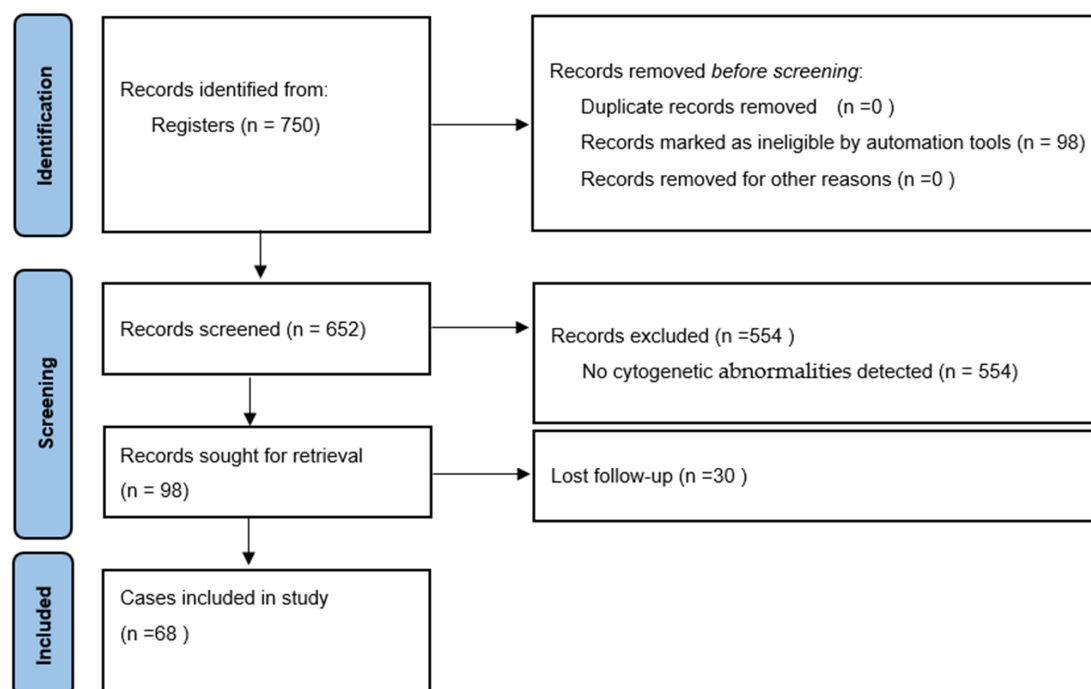 Identification
Records identified from:
Registers (n = 750)
Records removed before screening:
Duplicate records removed (n =0 )
Records marked as ineligible by automation tools (n = 98)
Records removed for other reasons (n =0 )
Screening
Records screened (n = 652)
Records excluded (n =554 )
No cytogenetic abnormalities detected (n = 554)
Records sought for retrieval
(n = 98)
Lost follow-up (n =30 )
Included
Cases included in study
(n =68 )